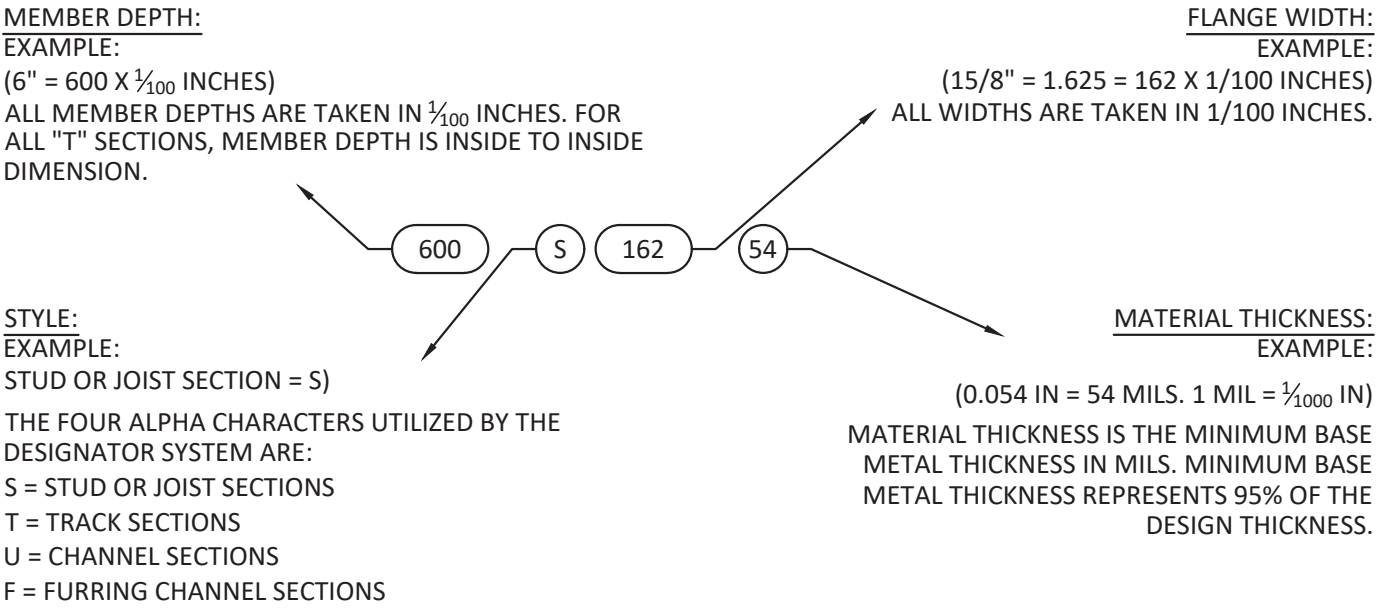 MEMBER DEPTH:
EXAMPLE:
(6" = 600 X 1/100 INCHES)
ALL MEMBER DEPTHS ARE TAKEN IN 1/100 INCHES. FOR
ALL "T" SECTIONS, MEMBER DEPTH IS INSIDE TO INSIDE
DIMENSION.
FLANGE WIDTH:
EXAMPLE:
(15/8" = 1.625 = 162 X 1/100 INCHES)
ALL WIDTHS ARE TAKEN IN 1/100 INCHES.
600 S 162 54
STYLE:
EXAMPLE:
STUD OR JOIST SECTION = S)
THE FOUR ALPHA CHARACTERS UTILIZED BY THE
DESIGNATOR SYSTEM ARE:
S = STUD OR JOIST SECTIONS
T = TRACK SECTIONS
U = CHANNEL SECTIONS
F = FURRING CHANNEL SECTIONS
MATERIAL THICKNESS:
EXAMPLE:
(0.054 IN = 54 MILS. 1 MIL = 1/1000 IN)
MATERIAL THICKNESS IS THE MINIMUM BASE
METAL THICKNESS IN MILS. MINIMUM BASE
METAL THICKNESS REPRESENTS 95% OF THE
DESIGN THICKNESS.